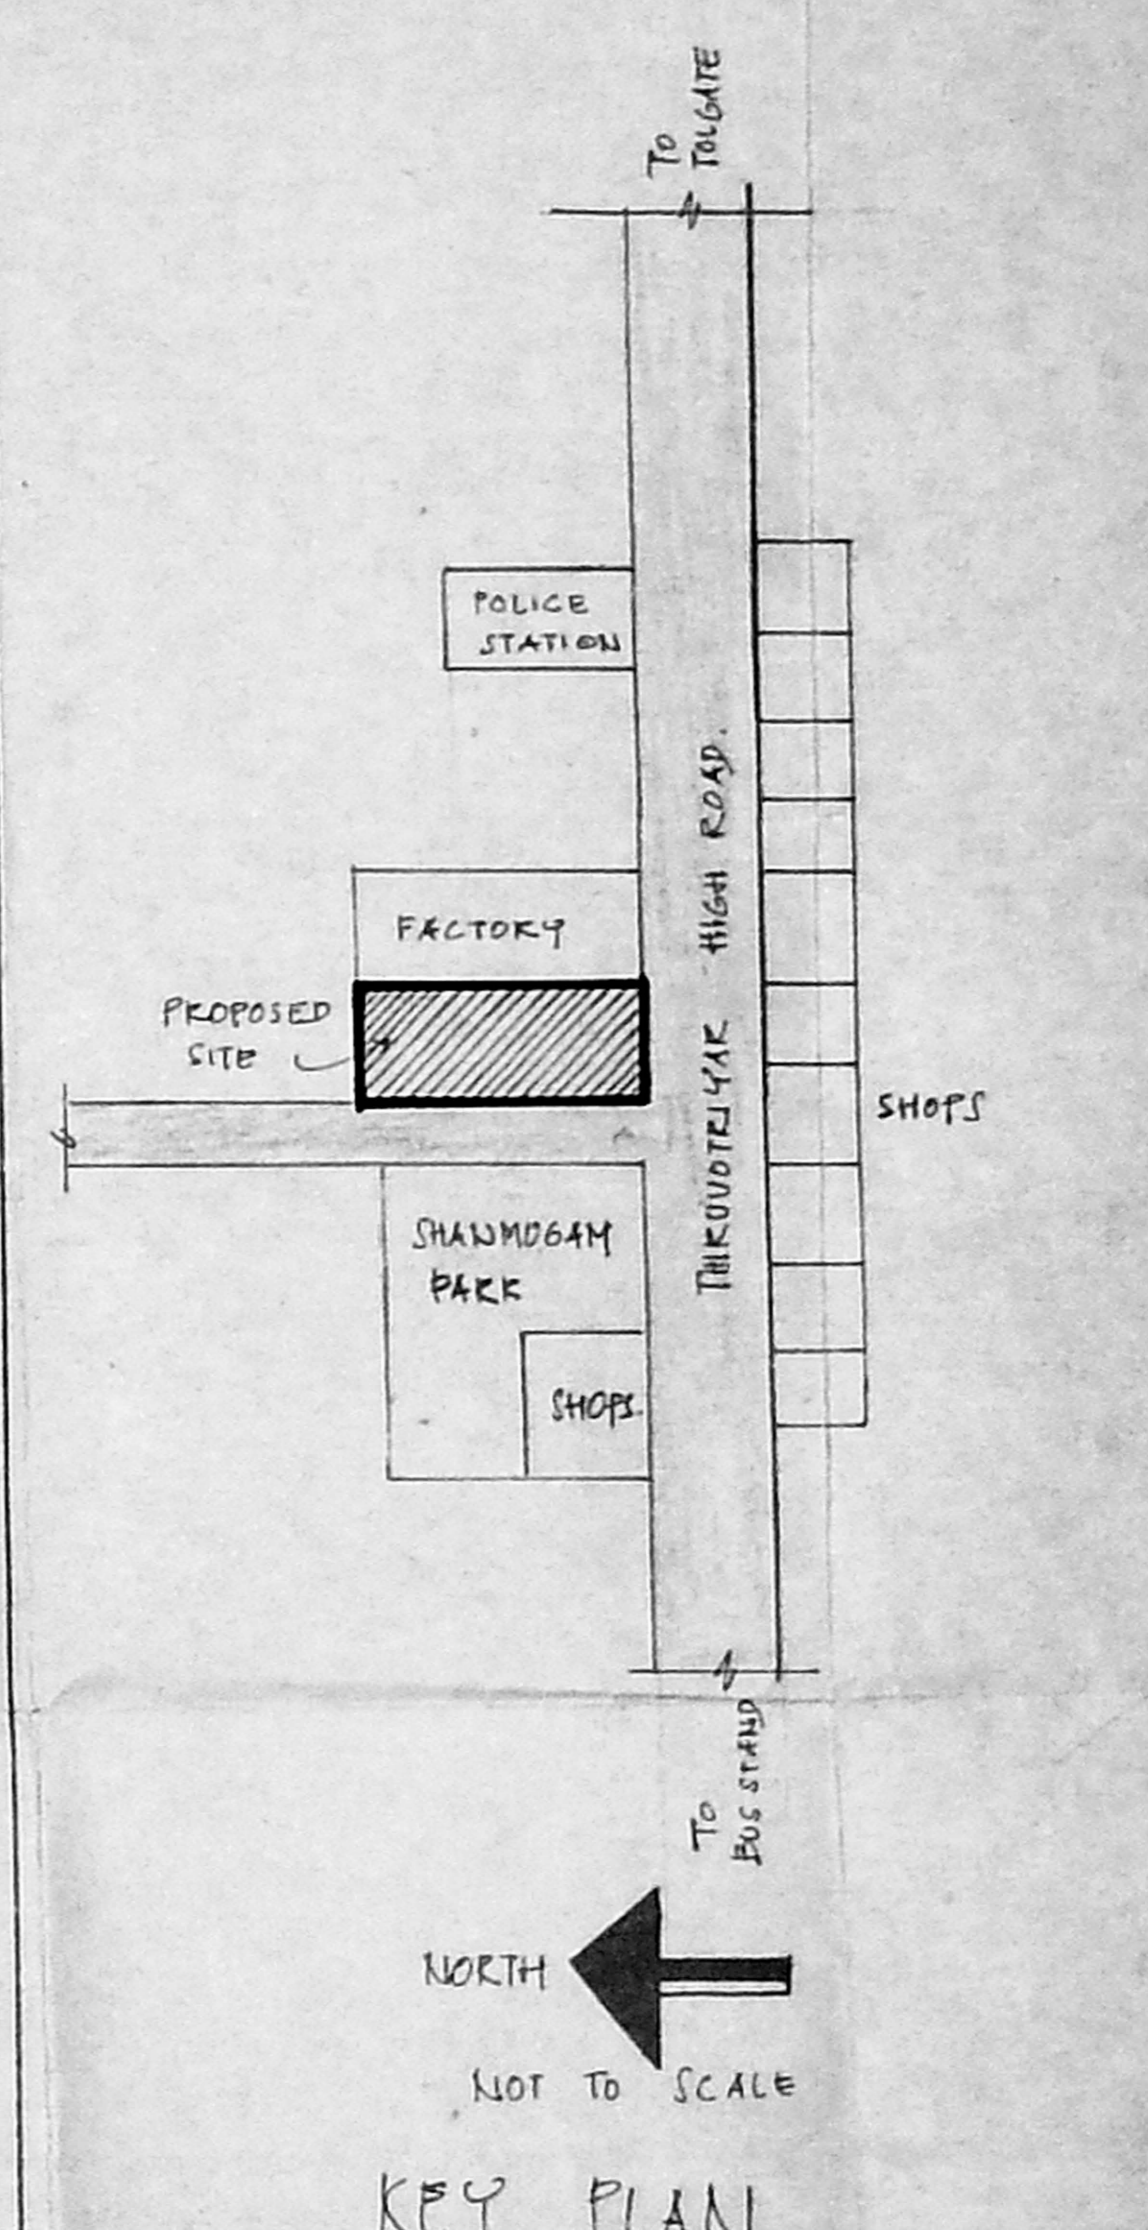 TO
TOLGATE
POLICE
STATION
FACTORY
PROPOSED
SITE
THIRUVOTRIYAR HIGH ROAD.
SHOPS
SHANMUGAM
PARK
SHOPS.
TO
BUS STAND
NORTH
NOT TO SCALE
KEY PLAN